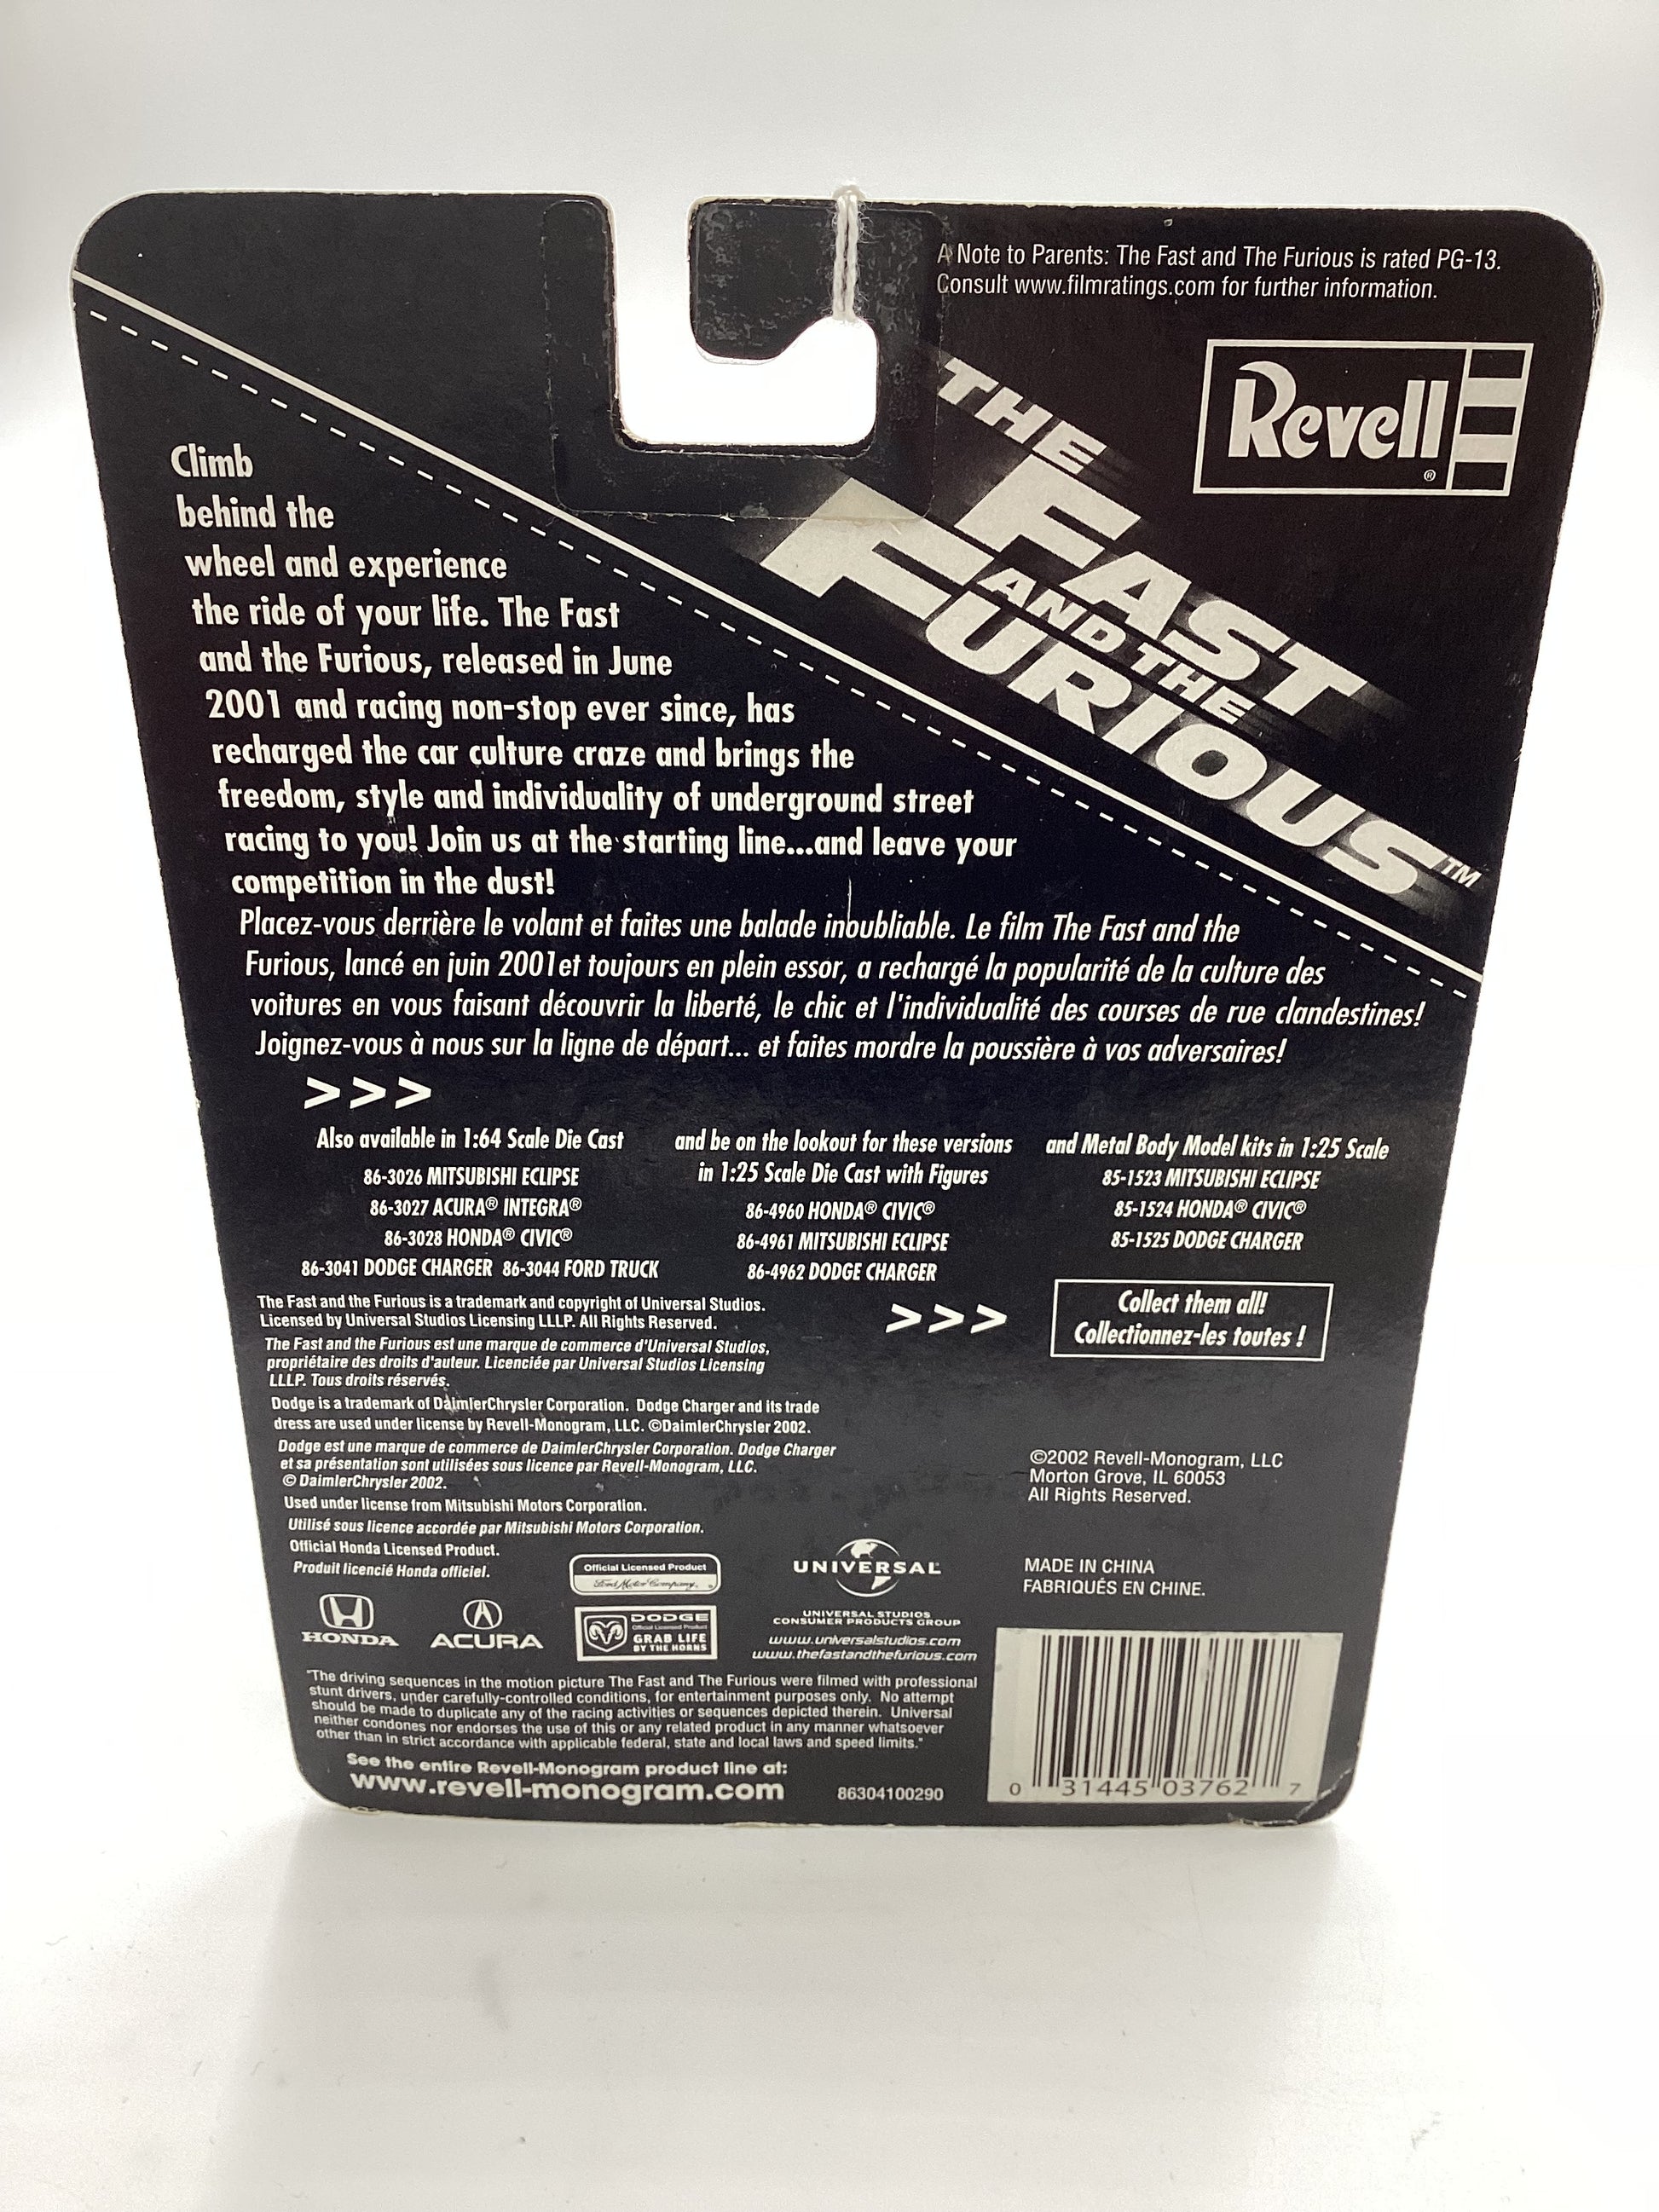 A Note to Parents: The Fast and The Furious is rated PG-13.
Consult www.filmratings.com for further information.
Revell®
THE
FAST
AND THE
FURIOUS™
Climb
behind the
wheel and experience
the ride of your life. The Fast
and the Furious, released in June
2001 and racing non-stop ever since, has
recharged the car culture craze and brings the
freedom, style and individuality of underground street
racing to you! Join us at the starting line...and leave your
competition in the dust!
Placez-vous derrière le volant et faites une balade inoubliable. Le film The Fast and the
Furious, lancé en juin 2001et toujours en plein essor, a rechargé la popularité de la culture des
voitures en vous faisant découvrir la liberté, le chic et l'individualité des courses de rue clandestines!
Joignez-vous à nous sur la ligne de départ... et faites mordre la poussière à vos adversaires!
>>>
Also available in 1:64 Scale Die Cast
86-3026 MITSUBISHI ECLIPSE
86-3027 ACURA® INTEGRA®
86-3028 HONDA® CIVIC®
86-3041 DODGE CHARGER 86-3044 FORD TRUCK
and be on the lookout for these versions
in 1:25 Scale Die Cast with Figures
86-4960 HONDA® CIVIC®
86-4961 MITSUBISHI ECLIPSE
86-4962 DODGE CHARGER
and Metal Body Model kits in 1:25 Scale
85-1523 MITSUBISHI ECLIPSE
85-1524 HONDA® CIVIC®
85-1525 DODGE CHARGER
>>>
Collect them all!
Collectionnez-les toutes !
The Fast and the Furious is a trademark and copyright of Universal Studios.
Licensed by Universal Studios Licensing LLLP. All Rights Reserved.
The Fast and the Furious est une marque de commerce d'Universal Studios,
propriétaire des droits d'auteur. Licenciée par Universal Studios Licensing
LLLP. Tous droits réservés.
Dodge is a trademark of DaimlerChrysler Corporation. Dodge Charger and its trade
dress are used under license by Revell-Monogram, LLC. ©DaimlerChrysler 2002.
Dodge est une marque de commerce de DaimlerChrysler Corporation. Dodge Charger
et sa présentation sont utilisées sous licence par Revell-Monogram, LLC.
© DaimlerChrysler 2002.
Used under license from Mitsubishi Motors Corporation.
Utilisé sous licence accordée par Mitsubishi Motors Corporation.
Official Honda Licensed Product.
Produit licencié Honda officiel.
HONDA
ACURA
Official Licensed Product
Ford Motor Company
DODGE
Official Licensed Product
GRAB LIFE
BY THE HORNS
UNIVERSAL
UNIVERSAL STUDIOS
CONSUMER PRODUCTS GROUP
www.universalstudios.com
www.thefastandthefurious.com
©2002 Revell-Monogram, LLC
Morton Grove, IL 60053
All Rights Reserved.
MADE IN CHINA
FABRIQUÉS EN CHINE.
"The driving sequences in the motion picture The Fast and The Furious were filmed with professional
stunt drivers, under carefully-controlled conditions, for entertainment purposes only. No attempt
should be made to duplicate any of the racing activities or sequences depicted therein. Universal
neither condones nor endorses the use of this or any related product in any manner whatsoever
other than in strict accordance with applicable federal, state and local laws and speed limits."
See the entire Revell-Monogram product line at:
www.revell-monogram.com
86304100290
0 31445 03762 7